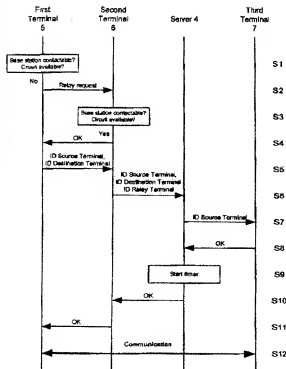 First
Terminal
5
Second
Terminal
6
Server 4
Third
Terminal
7
Base station contactable?
Circuit available?
S1
No
Relay request
S2
Base station contactable?
Circuit available?
S3
Yes
OK
S4
ID Source Terminal,
ID Destination Terminal
S5
ID Source Terminal,
ID Destination Terminal
ID Relay Terminal
S6
ID Source Terminal
S7
OK
S8
Start timer
S9
OK
S10
OK
S11
Communication
S12